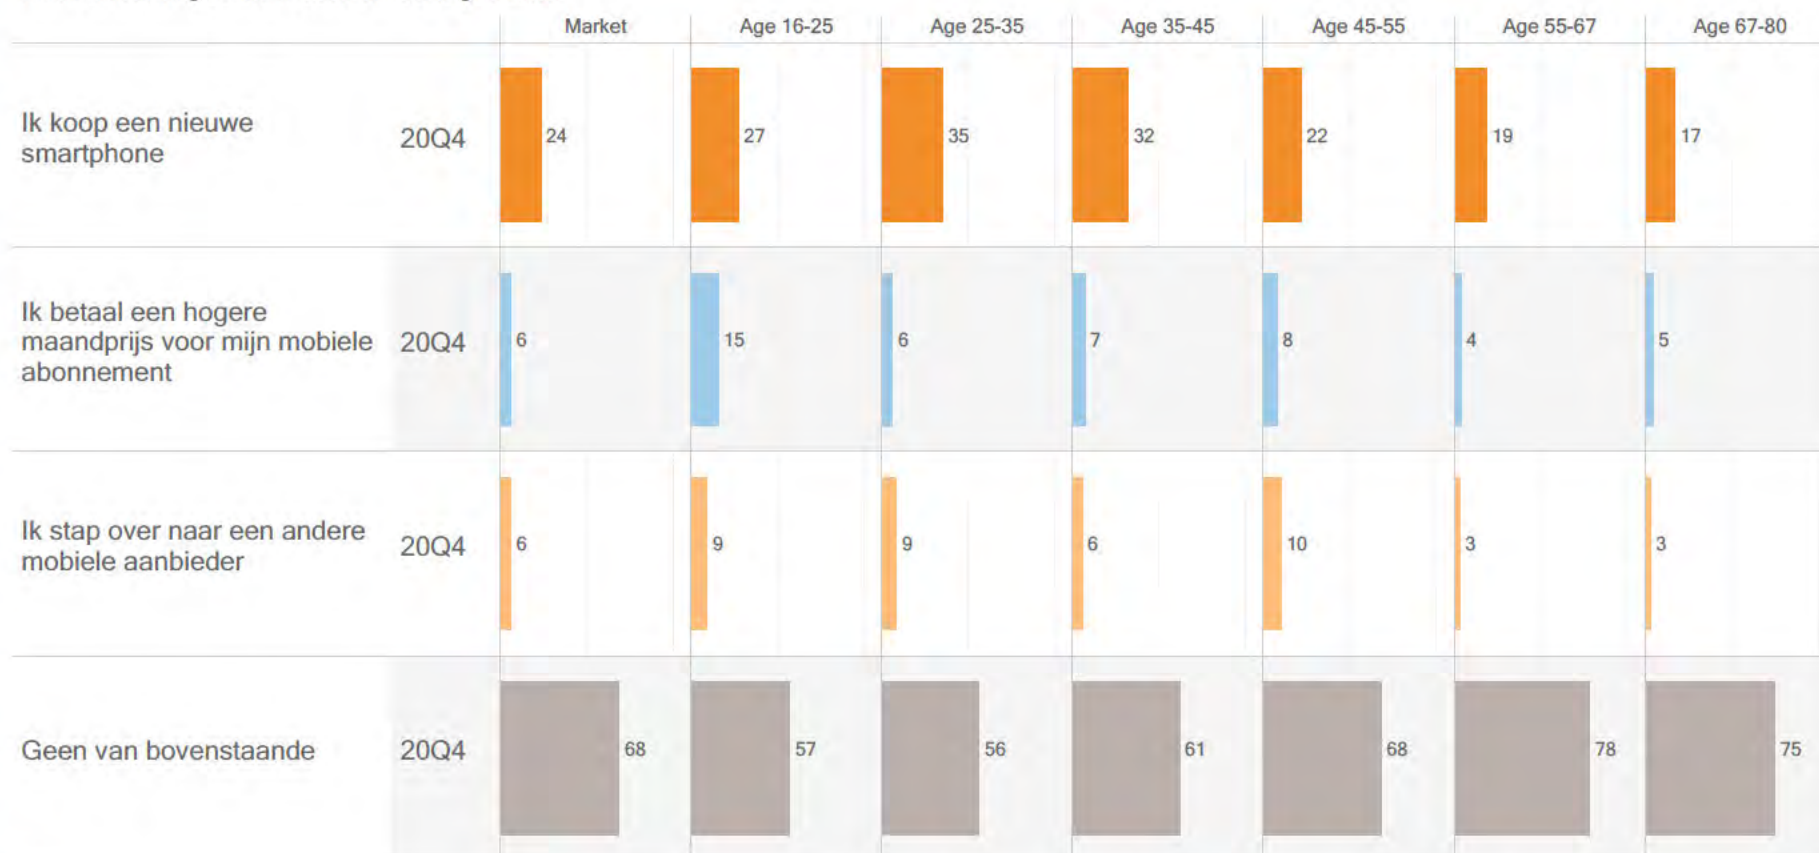 Market Age 16-25 Age 25-35 Age 35-45 Age 45-55 Age 55-67 Age 67-80
Ik koop een nieuwe
smartphone
20Q4 24 27 35 32 22 19 17
Ik betaal een hogere
maandprijs voor mijn mobiele
abonnement
20Q4 6 15 6 7 8 4 5
Ik stap over naar een andere
mobiele aanbieder
20Q4 6 9 9 6 10 3 3
Geen van bovenstaande 20Q4 68 57 56 61 68 78 75